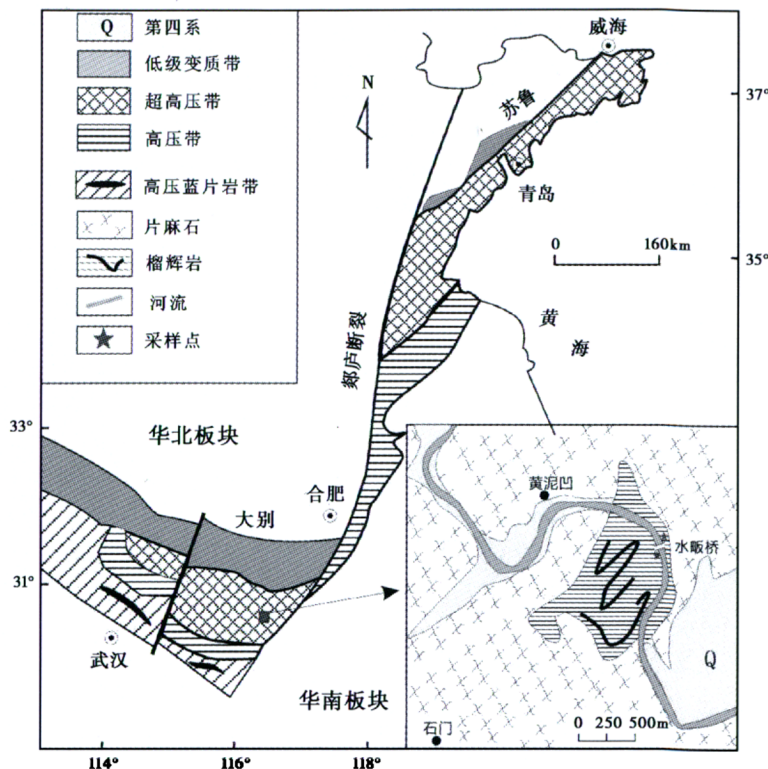 Q 第四系
低级变质带
超高压带
高压带
高压蓝片岩带
片麻石
榴辉岩
河流
采样点
N
威海
苏鲁
青岛
37°
0 160km
35°
黄海
郯庐断裂
33°
华北板块
合肥
大别
31°
武汉
华南板块
黄泥凹
水畈桥
Q
石门
0 250 500m
114° 116° 118°